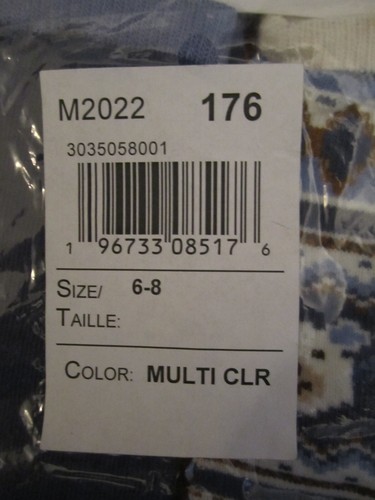 M2022 176
3035058001
1 96733 08517 6
SIZE/ 6-8
TAILLE:
COLOR: MULTI CLR